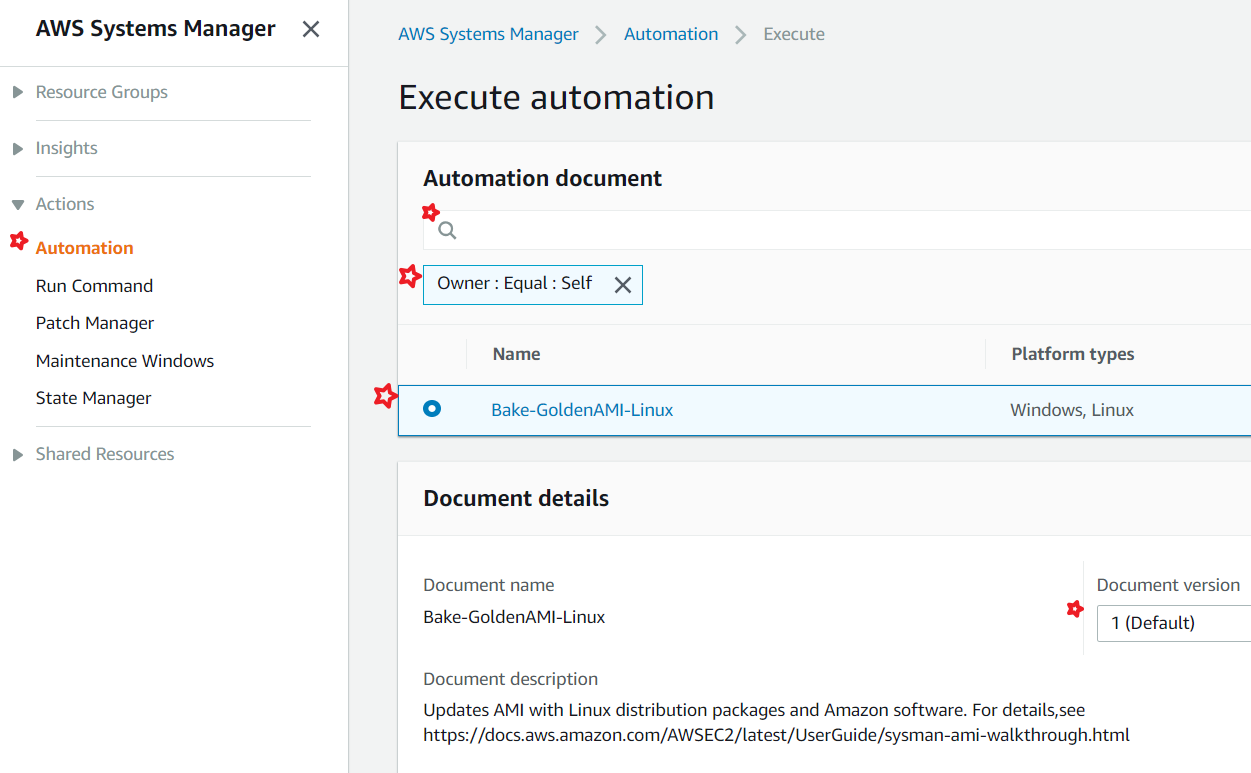 AWS Systems Manager
Resource Groups
Insights
Actions
Automation
Run Command
Patch Manager
Maintenance Windows
State Manager
Shared Resources
AWS Systems Manager > Automation > Execute
Execute automation
Automation document
Owner : Equal : Self
Name Platform types
Bake-GoldenAMI-Linux Windows, Linux
Document details
Document name
Bake-GoldenAMI-Linux
Document version
1 (Default)
Document description
Updates AMI with Linux distribution packages and Amazon software. For details,see
https://docs.aws.amazon.com/AWSEC2/latest/UserGuide/sysman-ami-walkthrough.html